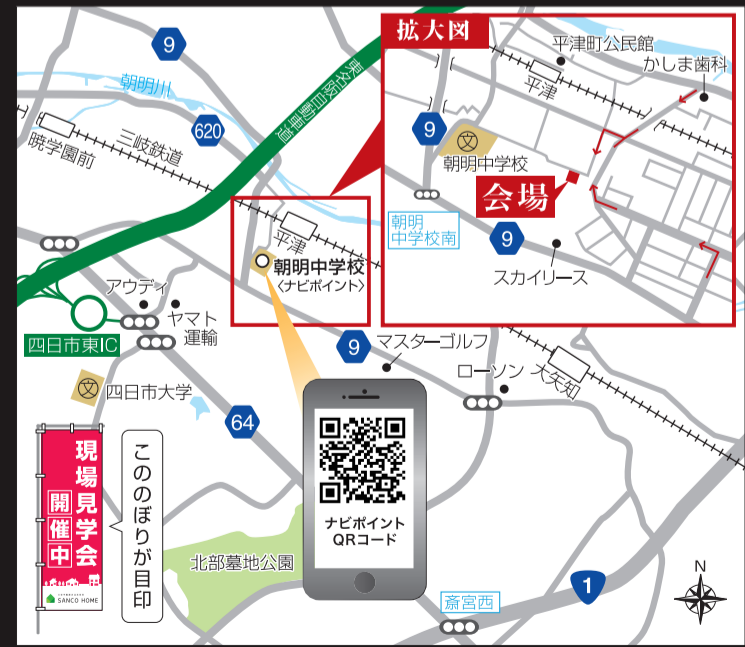 拡大図
平津町公民館
かしま歯科
平津
9
文
朝明中学校
会場
朝明
中学校南
9
スカイリース
9
朝明川
620
東名阪自動車道
三岐鉄道
暁学園前
平津
朝明中学校
〈ナビポイント〉
アウディ
ヤマト
運輸
四日市東IC
9
マスターゴルフ
ローソン
大矢知
文
四日市大学
64
現場見学会
開催中
SANCO HOME
こののぼりが目印
ナビポイント
QRコード
北部墓地公園
斎宮西
1
N